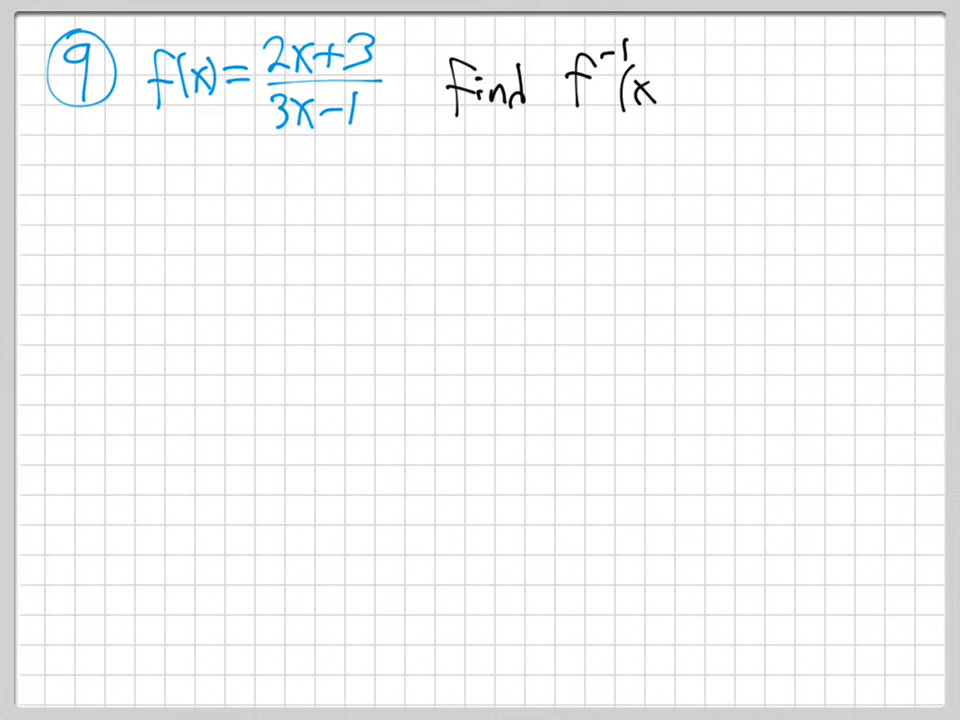 9 f(x) = (2x+3)/(3x-1) find f⁻¹(x